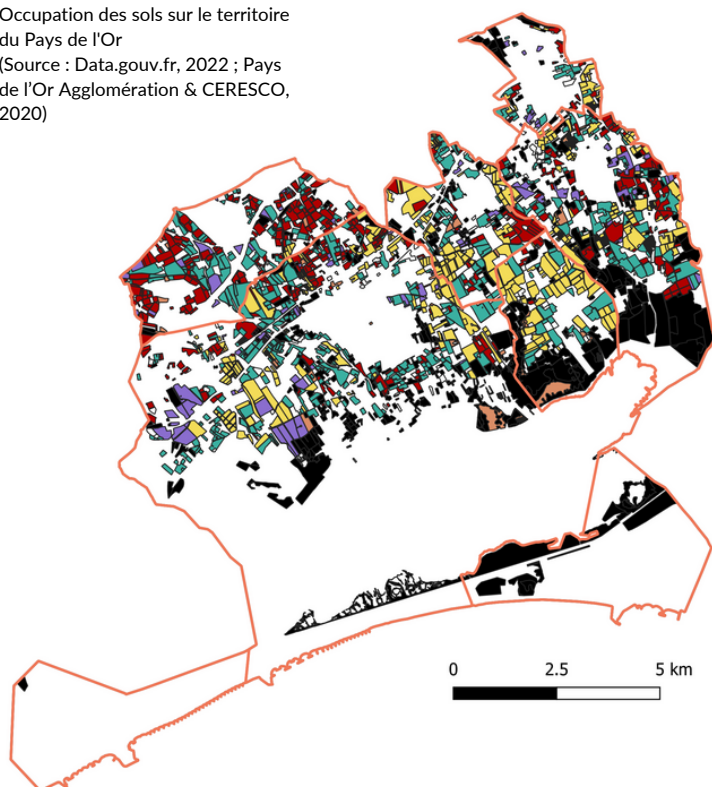 Occupation des sols sur le territoire
du Pays de l'Or
(Source : Data.gouv.fr, 2022 ; Pays
de l’Or Agglomération & CERESCO,
2020)
0 2.5 5 km